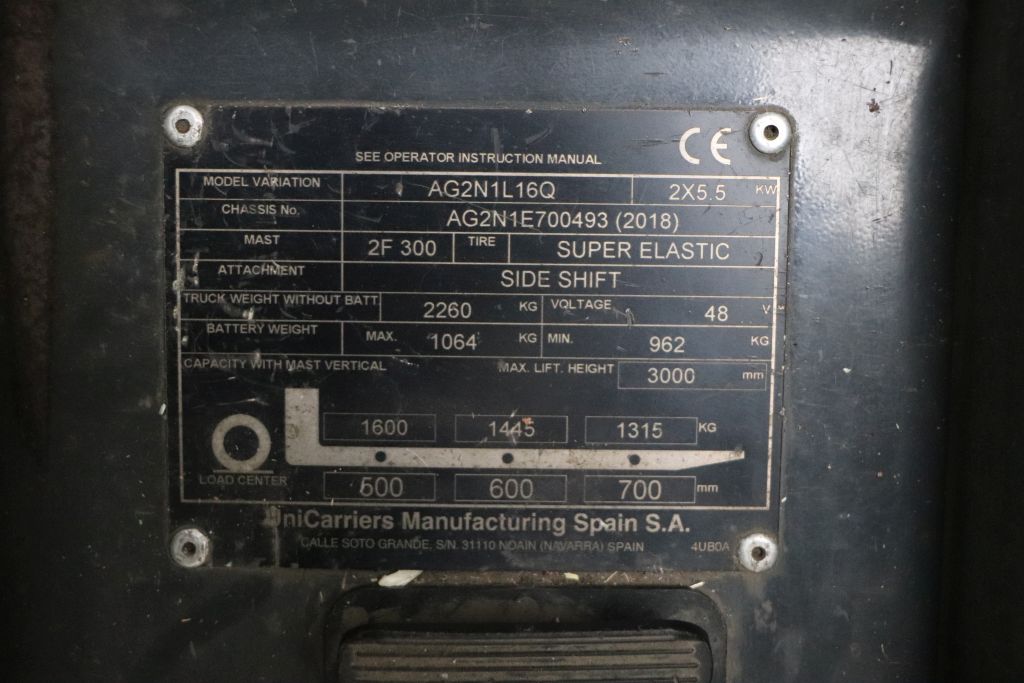 CE
SEE OPERATOR INSTRUCTION MANUAL
MODEL VARIATION AG2N1L16Q 2X5.5 KW
CHASSIS No. AG2N1E700493 (2018)
MAST 2F 300 TIRE SUPER ELASTIC
ATTACHMENT SIDE SHIFT
TRUCK WEIGHT WITHOUT BATT. 2260 KG VOLTAGE 48 V
BATTERY WEIGHT MAX. 1064 KG MIN. 962 KG
CAPACITY WITH MAST VERTICAL MAX. LIFT. HEIGHT 3000 mm
1600 1445 1315 KG
LOAD CENTER 500 600 700 mm
UniCarriers Manufacturing Spain S.A.
CALLE SOTO GRANDE, S/N. 31110 NOAIN (NAVARRA) SPAIN 4UB0A